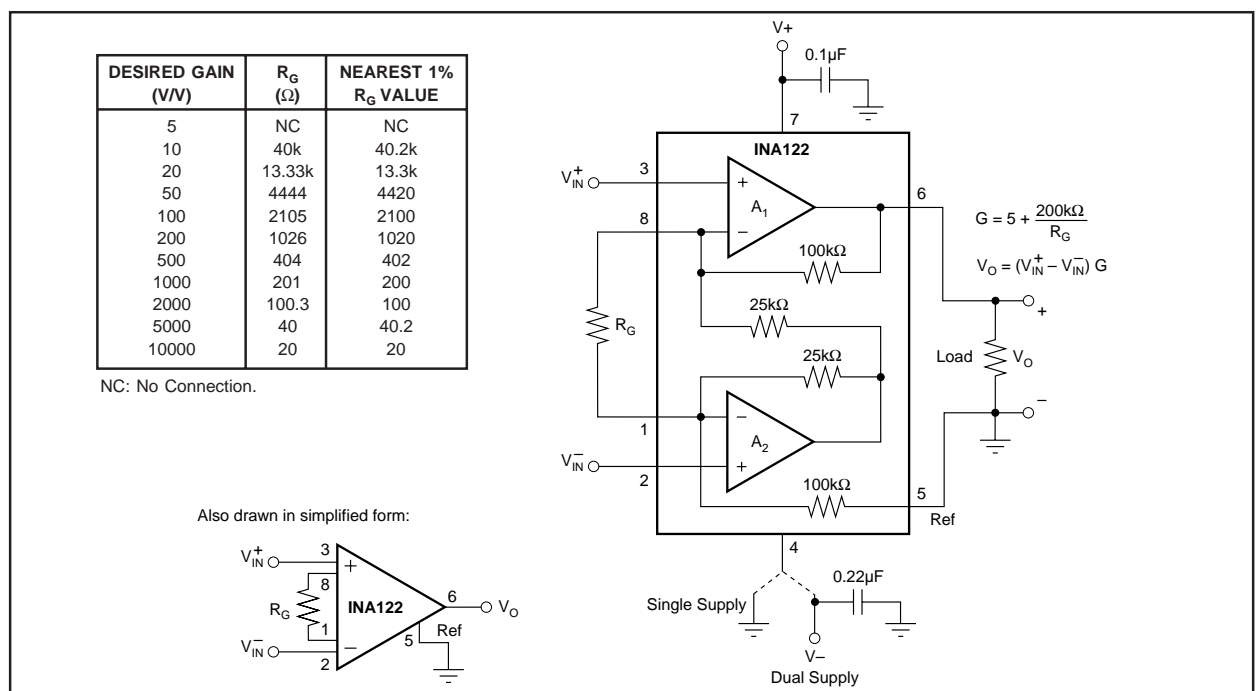 DESIRED GAIN (V/V) R_G (Ω) NEAREST 1% R_G VALUE
5 NC NC
10 40k 40.2k
20 13.33k 13.3k
50 4444 4420
100 2105 2100
200 1026 1020
500 404 402
1000 201 200
2000 100.3 100
5000 40 40.2
10000 20 20
NC: No Connection.
V+
0.1µF
7
INA122
V_IN^+
3
+
A_1
−
8
6
100kΩ
25kΩ
R_G
25kΩ
1
−
A_2
+
V_IN^−
2
100kΩ
5
Ref
4
Single Supply
0.22µF
V−
Dual Supply
G = 5 + 200kΩ / R_G
V_O = (V_IN^+ – V_IN^−) G
+
Load
V_O
−
Also drawn in simplified form:
V_IN^+
3
+
8
R_G
INA122
6
V_O
1
−
5
Ref
V_IN^−
2